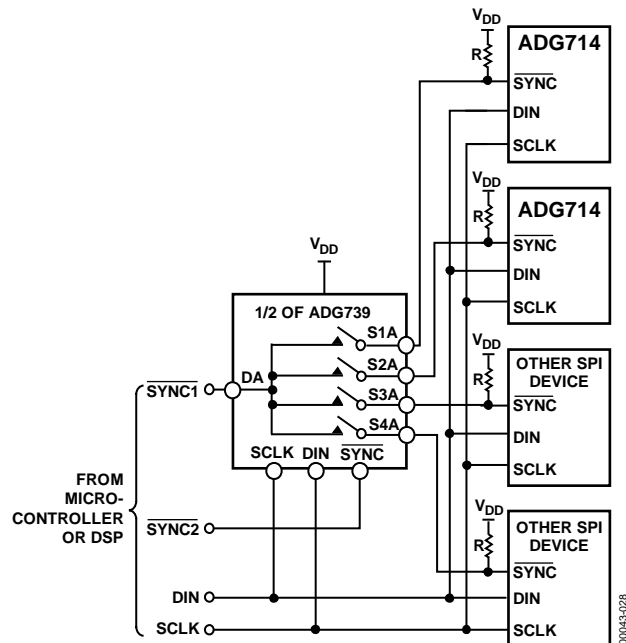 VDD
R
ADG714
SYNC
DIN
SCLK
VDD
R
ADG714
SYNC
DIN
SCLK
VDD
1/2 OF ADG739
S1A
S2A
S3A
S4A
DA
SCLK DIN SYNC
VDD
R
OTHER SPI
DEVICE
SYNC
DIN
SCLK
VDD
R
OTHER SPI
DEVICE
SYNC
DIN
SCLK
SYNC1
FROM
MICRO-
CONTROLLER
OR DSP
SYNC2
DIN
SCLK
00043-028